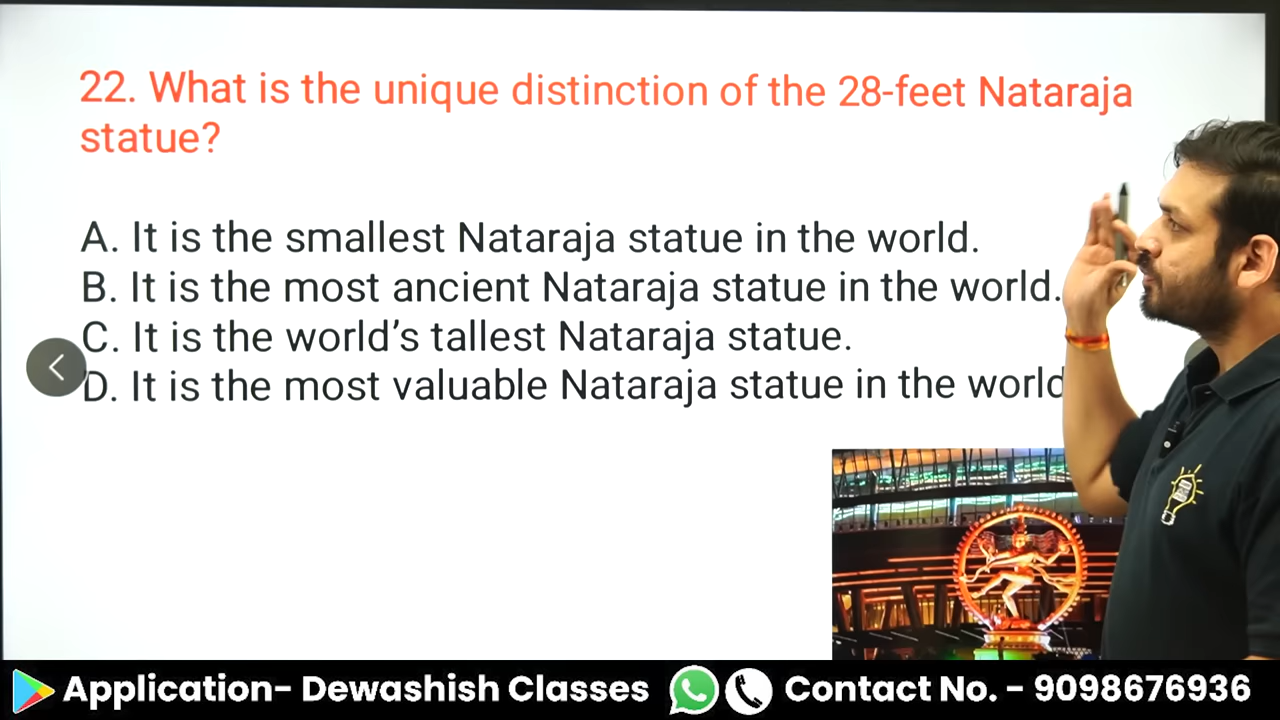 22. What is the unique distinction of the 28-feet Nataraja
statue?
A. It is the smallest Nataraja statue in the world.
B. It is the most ancient Nataraja statue in the world.
C. It is the world’s tallest Nataraja statue.
D. It is the most valuable Nataraja statue in the world
Application- Dewashish Classes
Contact No. - 9098676936